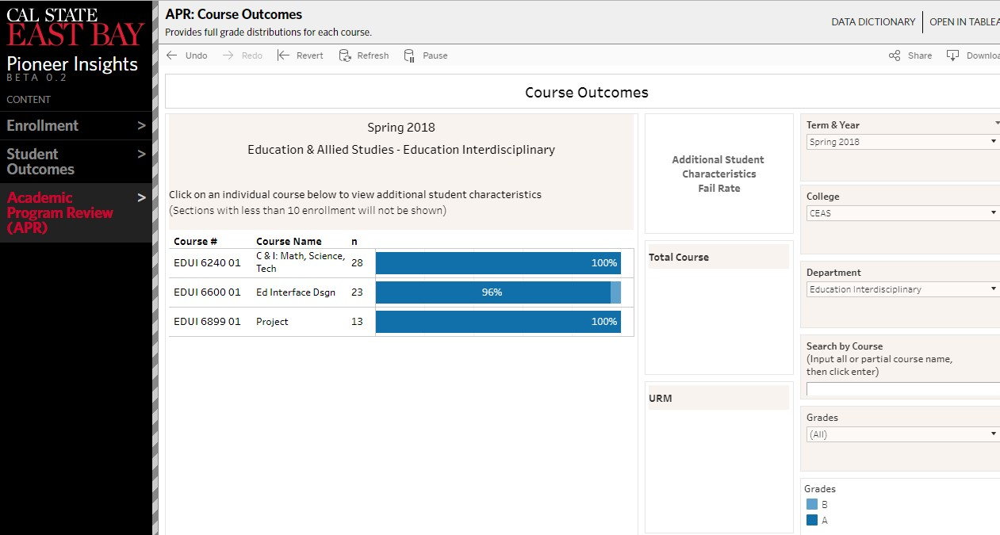 CAL STATE
EAST BAY
Pioneer Insights
BETA 0.2
CONTENT
Enrollment >
Student
Outcomes >
Academic
Program Review
(APR) >
APR: Course Outcomes
Provides full grade distributions for each course.
DATA DICTIONARY
OPEN IN TABLEA
Undo
Redo
Revert
Refresh
Pause
Share
Downloa
Course Outcomes
Spring 2018
Education & Allied Studies - Education Interdisciplinary
Click on an individual course below to view additional student characteristics
(Sections with less than 10 enrollment will not be shown)
Course # Course Name n
EDUI 6240 01 C & I: Math, Science,
Tech 28 100%
EDUI 6600 01 Ed Interface Dsgn 23 96%
EDUI 6899 01 Project 13 100%
Additional Student
Characteristics
Fail Rate
Total Course
URM
Term & Year
Spring 2018
College
CEAS
Department
Education Interdisciplinary
Search by Course
(Input all or partial course name,
then click enter)
Grades
(All)
Grades
B
A